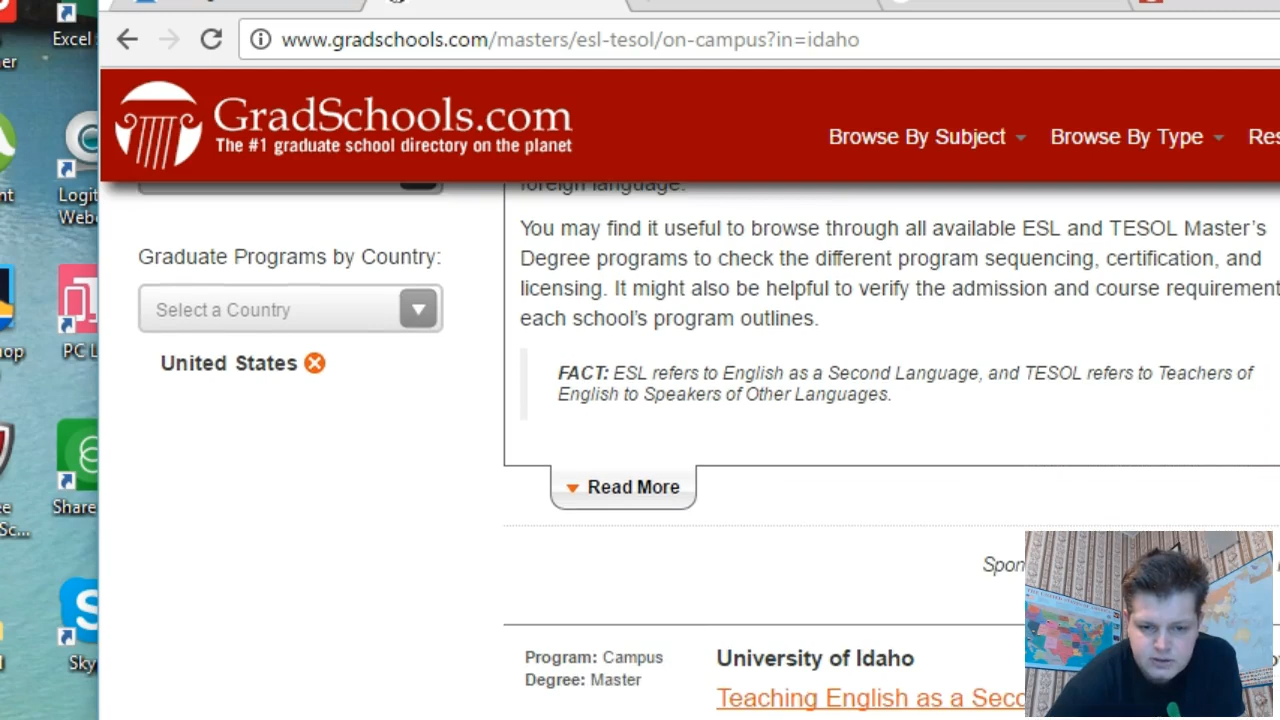 Excel
www.gradschools.com/masters/esl-tesol/on-campus?in=idaho
GradSchools.com
The #1 graduate school directory on the planet
Browse By Subject
Browse By Type
Logit
Web
foreign language.
You may find it useful to browse through all available ESL and TESOL Master's
Degree programs to check the different program sequencing, certification, and
licensing. It might also be helpful to verify the admission and course requirement
each school's program outlines.
Graduate Programs by Country:
Select a Country
United States
PC L
FACT: ESL refers to English as a Second Language, and TESOL refers to Teachers of
English to Speakers of Other Languages.
Read More
Share
Sc...
Spon
Program: Campus
Degree: Master
University of Idaho
Teaching English as a Seco
Sky